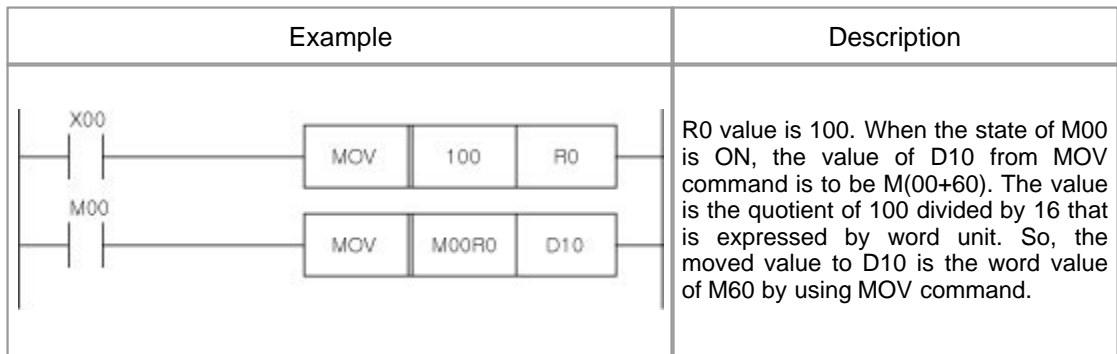 Example
Description
X00
MOV 100 R0
M00
MOV M00R0 D10
R0 value is 100. When the state of M00
is ON, the value of D10 from MOV
command is to be M(00+60). The value
is the quotient of 100 divided by 16 that
is expressed by word unit. So, the
moved value to D10 is the word value
of M60 by using MOV command.